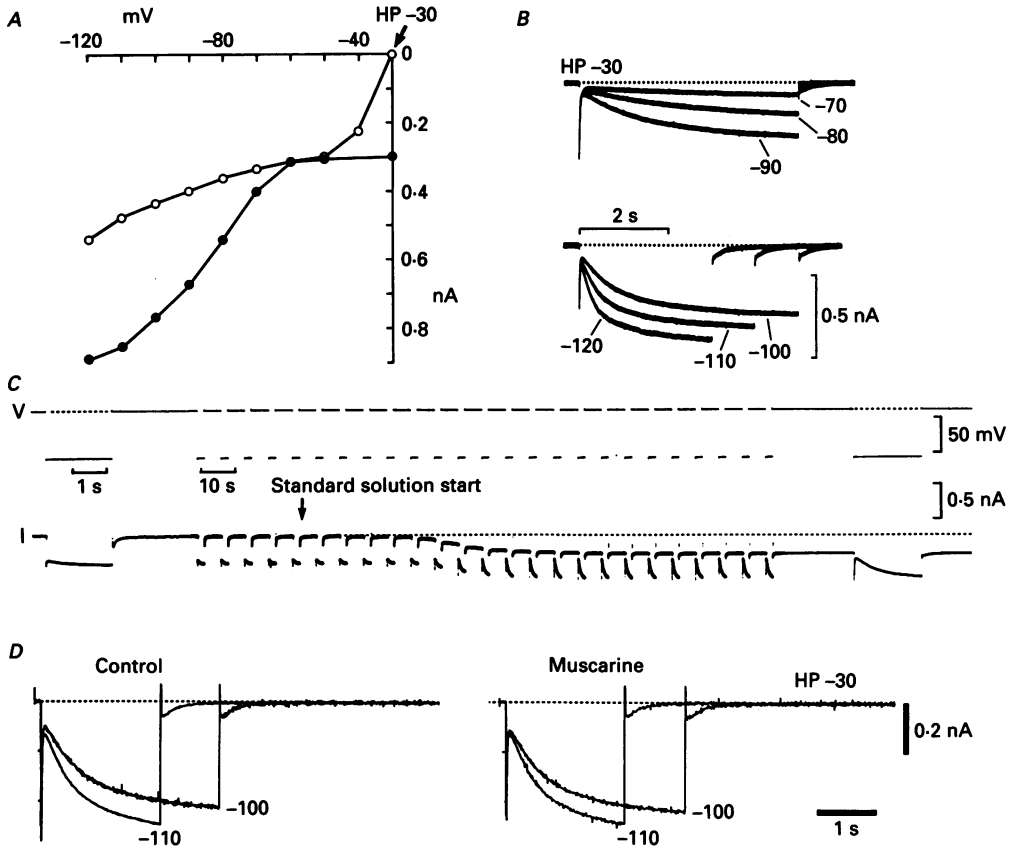 A
mV
HP –30
–120
–80
–40
0
0·2
0·4
0·6
nA
0·8
B
HP –30
–70
–80
–90
2 s
0·5 nA
–120
–110
–100
C
V
50 mV
1 s
10 s
Standard solution start
0·5 nA
I
D
Control
Muscarine
HP –30
0·2 nA
–100
–110
–100
–110
1 s